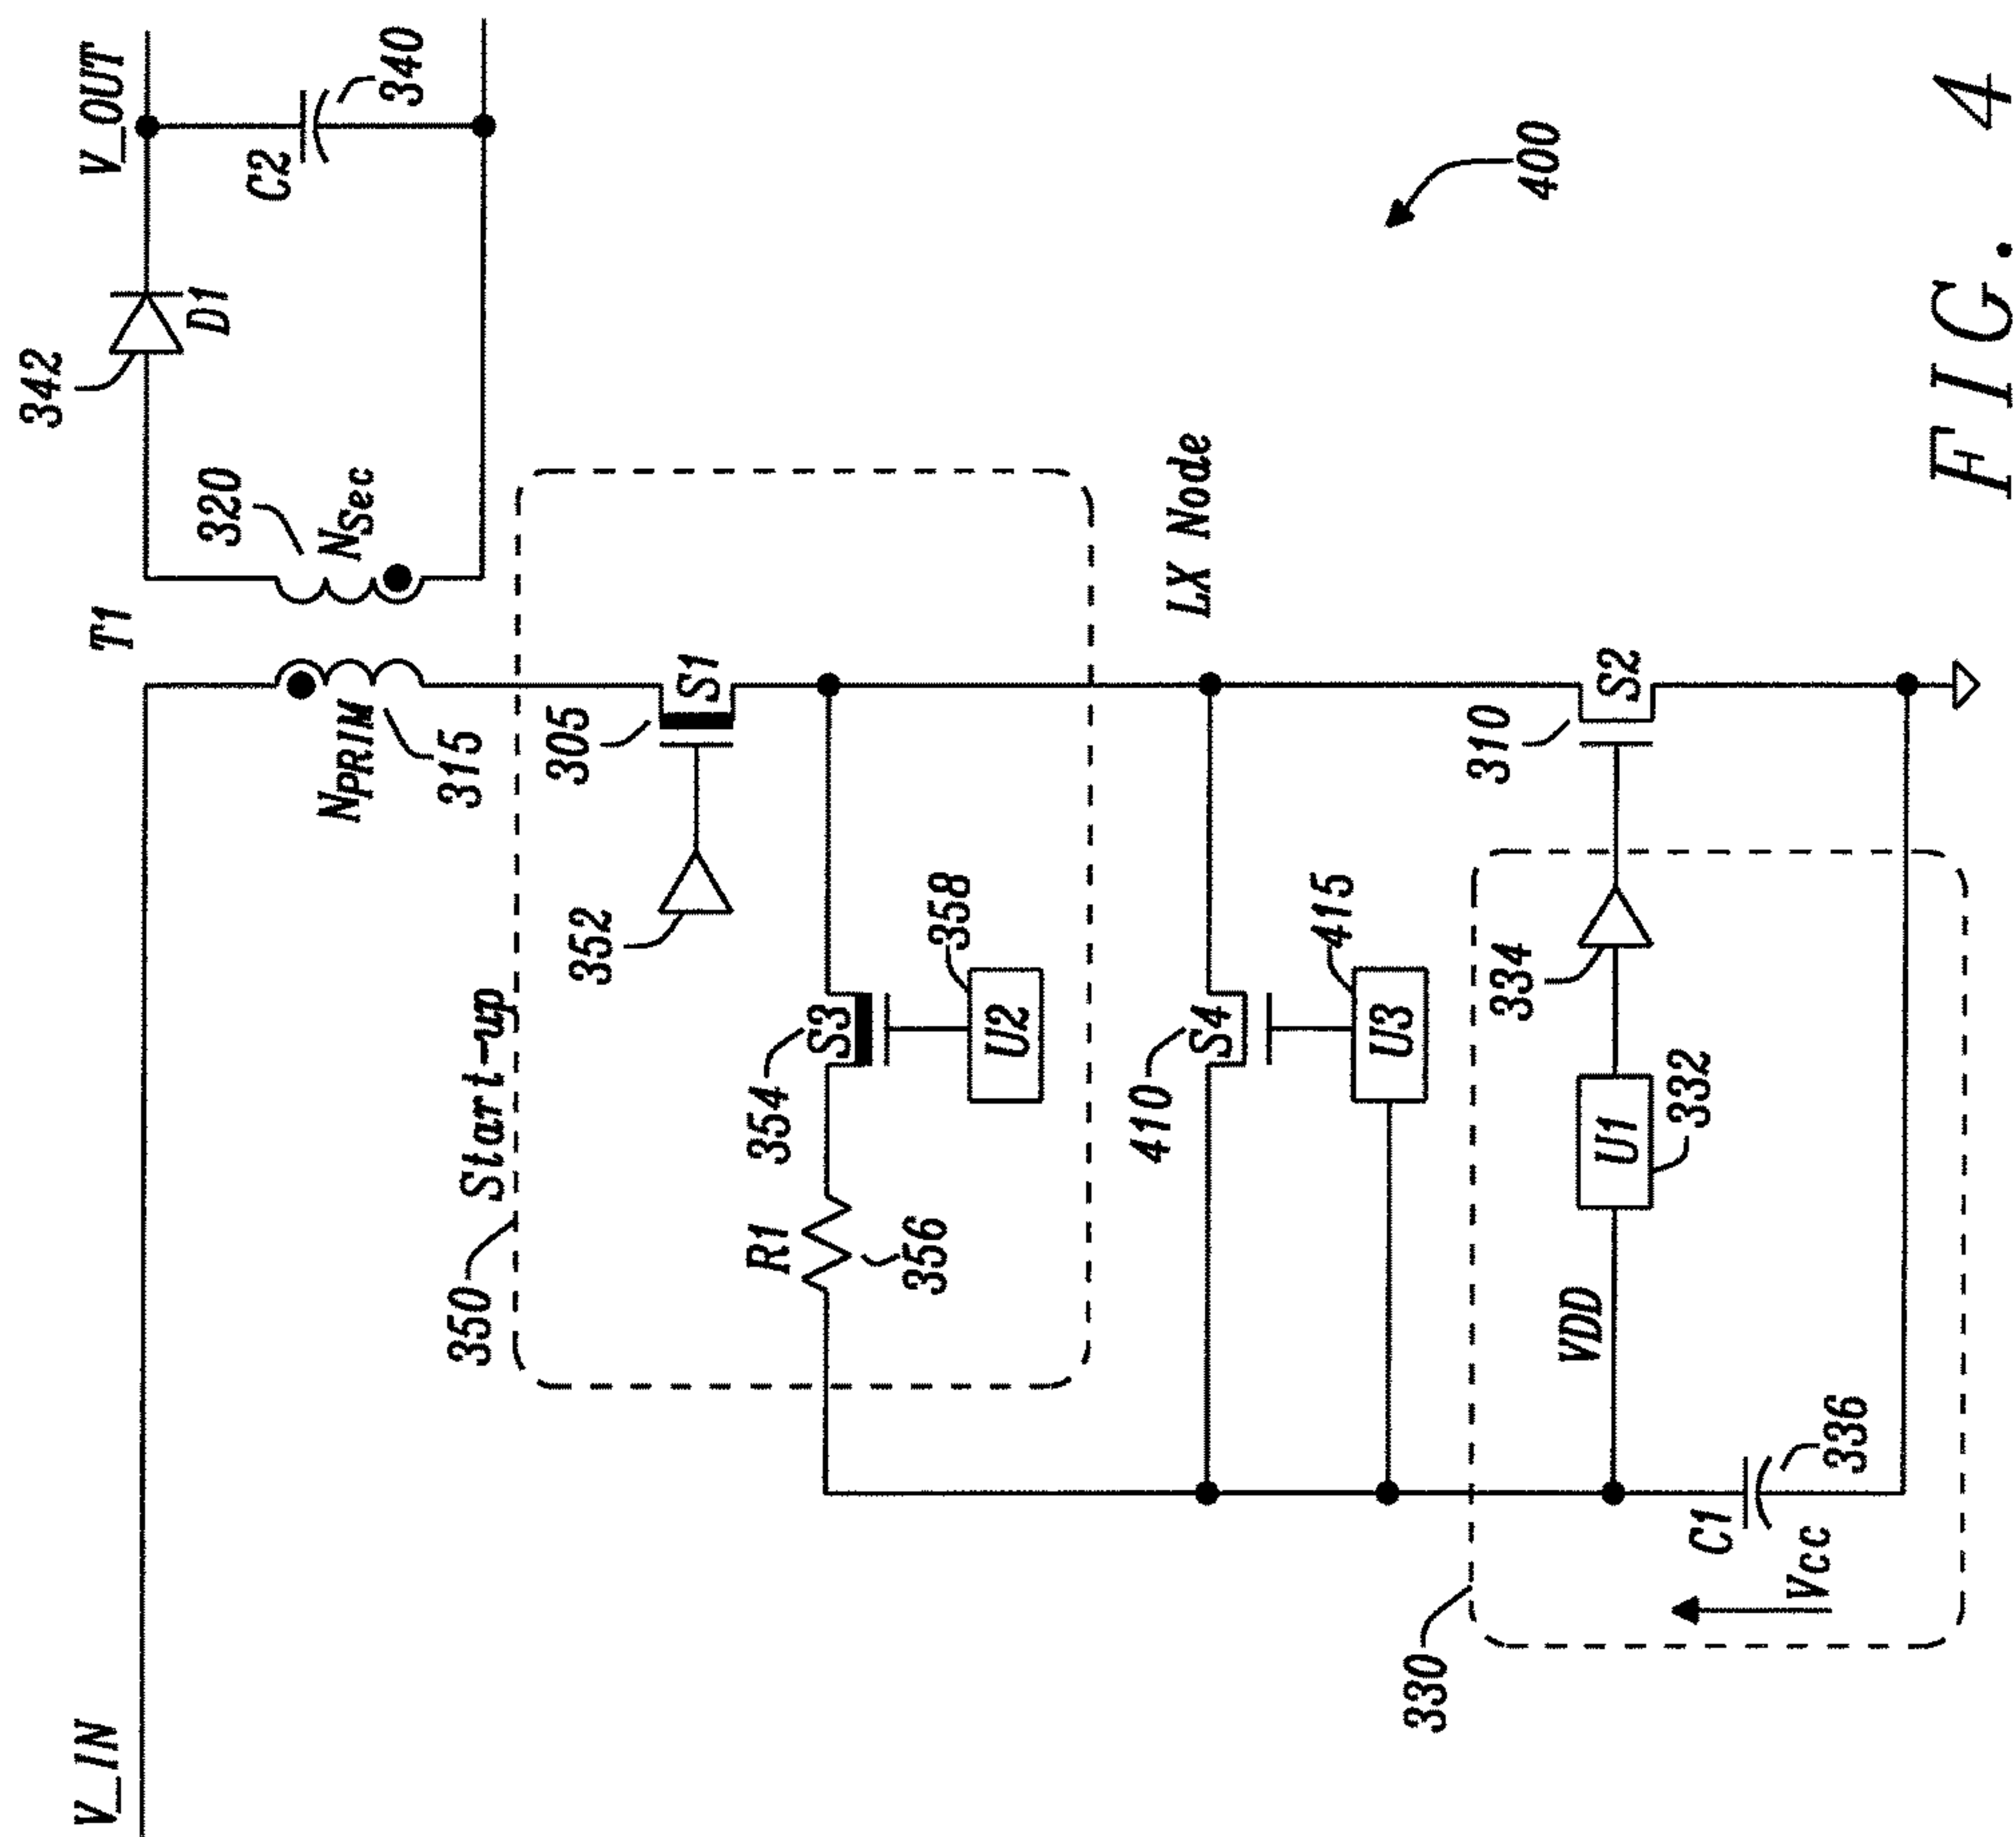 V_IN
T1
342
D1
V_OUT
C2
340
320
NSec
NPRIM
315
350
Start-up
305
S1
352
354
S3
R1
356
358
U2
LX Node
410
S4
415
U3
310
S2
330
334
VDD
U1
332
C1
336
Vcc
400
FIG. 4